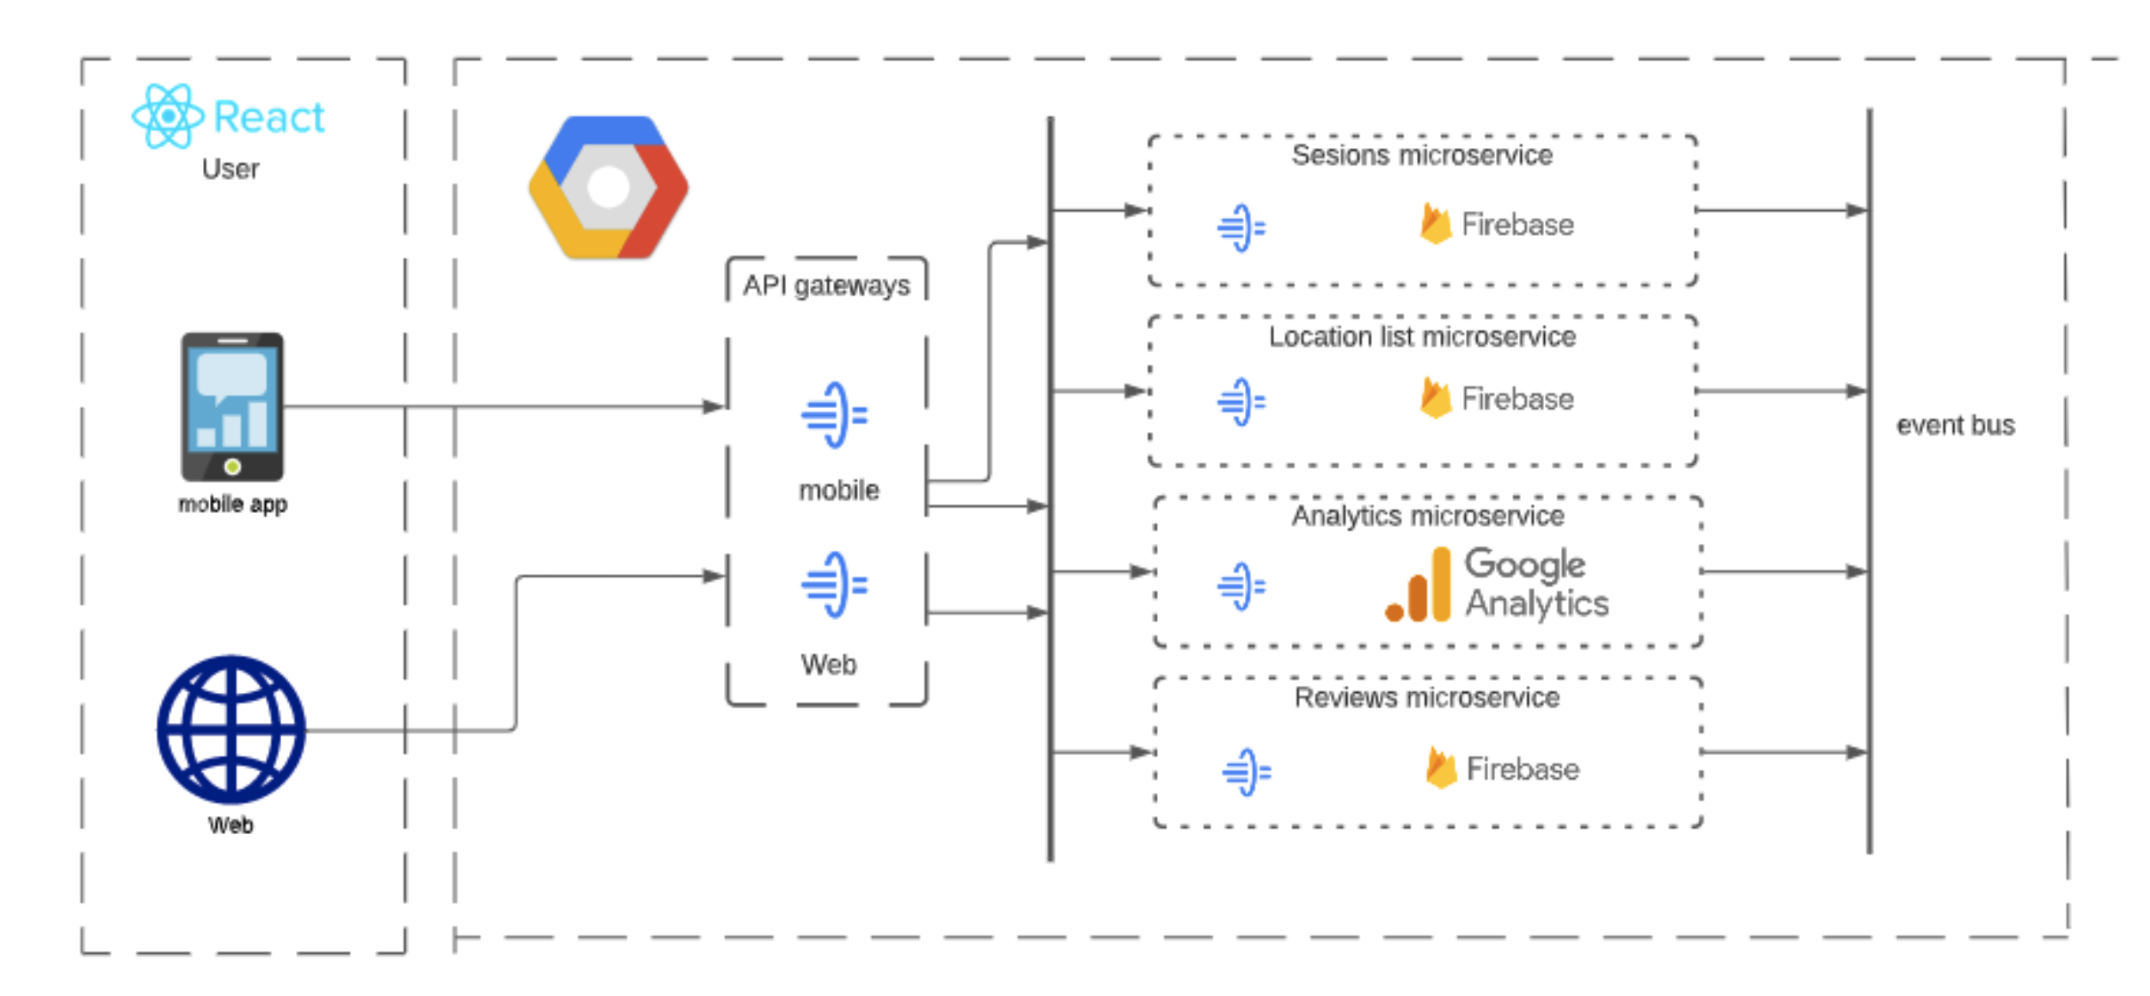 React
User
mobile app
Web
API gateways
mobile
Web
Sesions microservice
Firebase
Location list microservice
Firebase
Analytics microservice
Google
Analytics
Reviews microservice
Firebase
event bus